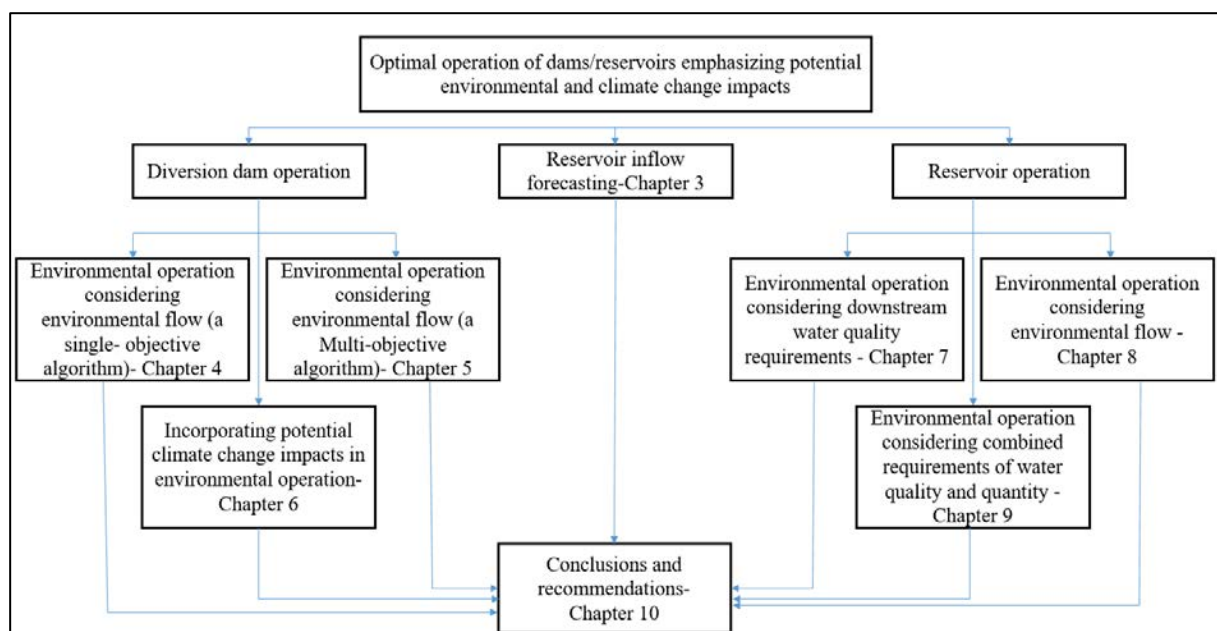 Optimal operation of dams/reservoirs emphasizing potential
environmental and climate change impacts
Diversion dam operation
Reservoir inflow
forecasting-Chapter 3
Reservoir operation
Environmental operation
considering
environmental flow (a
single- objective
algorithm)- Chapter 4
Environmental operation
considering
environmental flow (a
Multi-objective
algorithm)- Chapter 5
Environmental operation
considering downstream
water quality
requirements - Chapter 7
Environmental operation
considering
environmental flow -
Chapter 8
Incorporating potential
climate change impacts in
environmental operation-
Chapter 6
Environmental operation
considering combined
requirements of water
quality and quantity -
Chapter 9
Conclusions and
recommendations-
Chapter 10